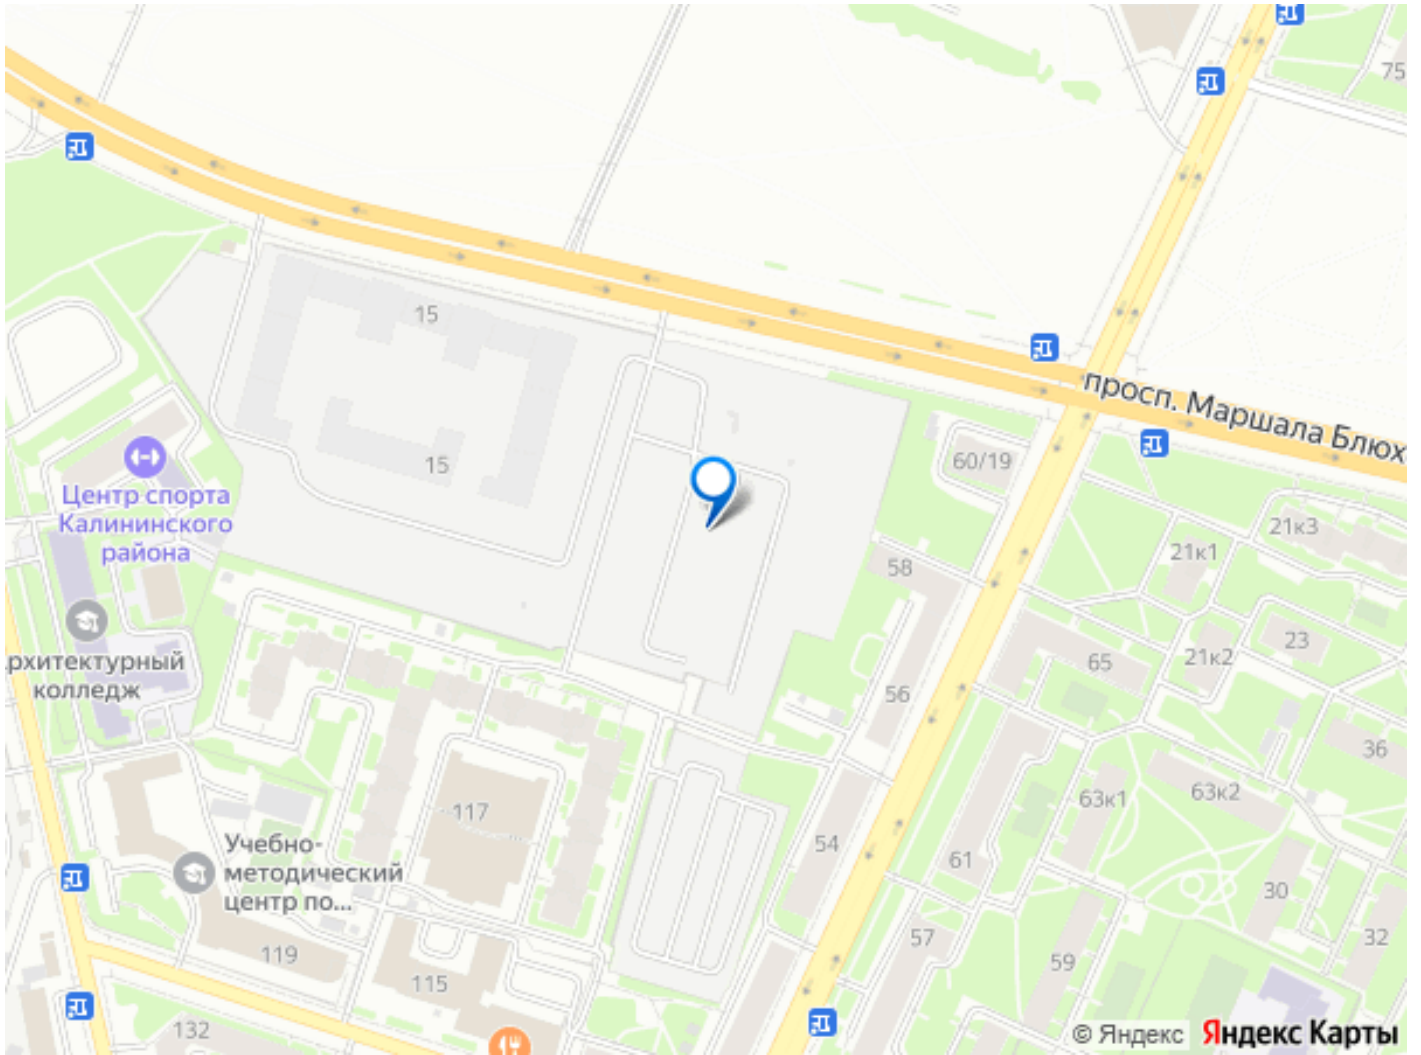 75
15
просп. Маршала Блюх
15
60/19
Центр спорта
Калининского
района
21к3
21к1
58
23
21к2
65
рхитектурный
колледж
56
36
63к2
63к1
117
54
Учебно-
методический
центр по...
61
30
57
32
119
59
115
132
© Яндекс Яндекс Карты